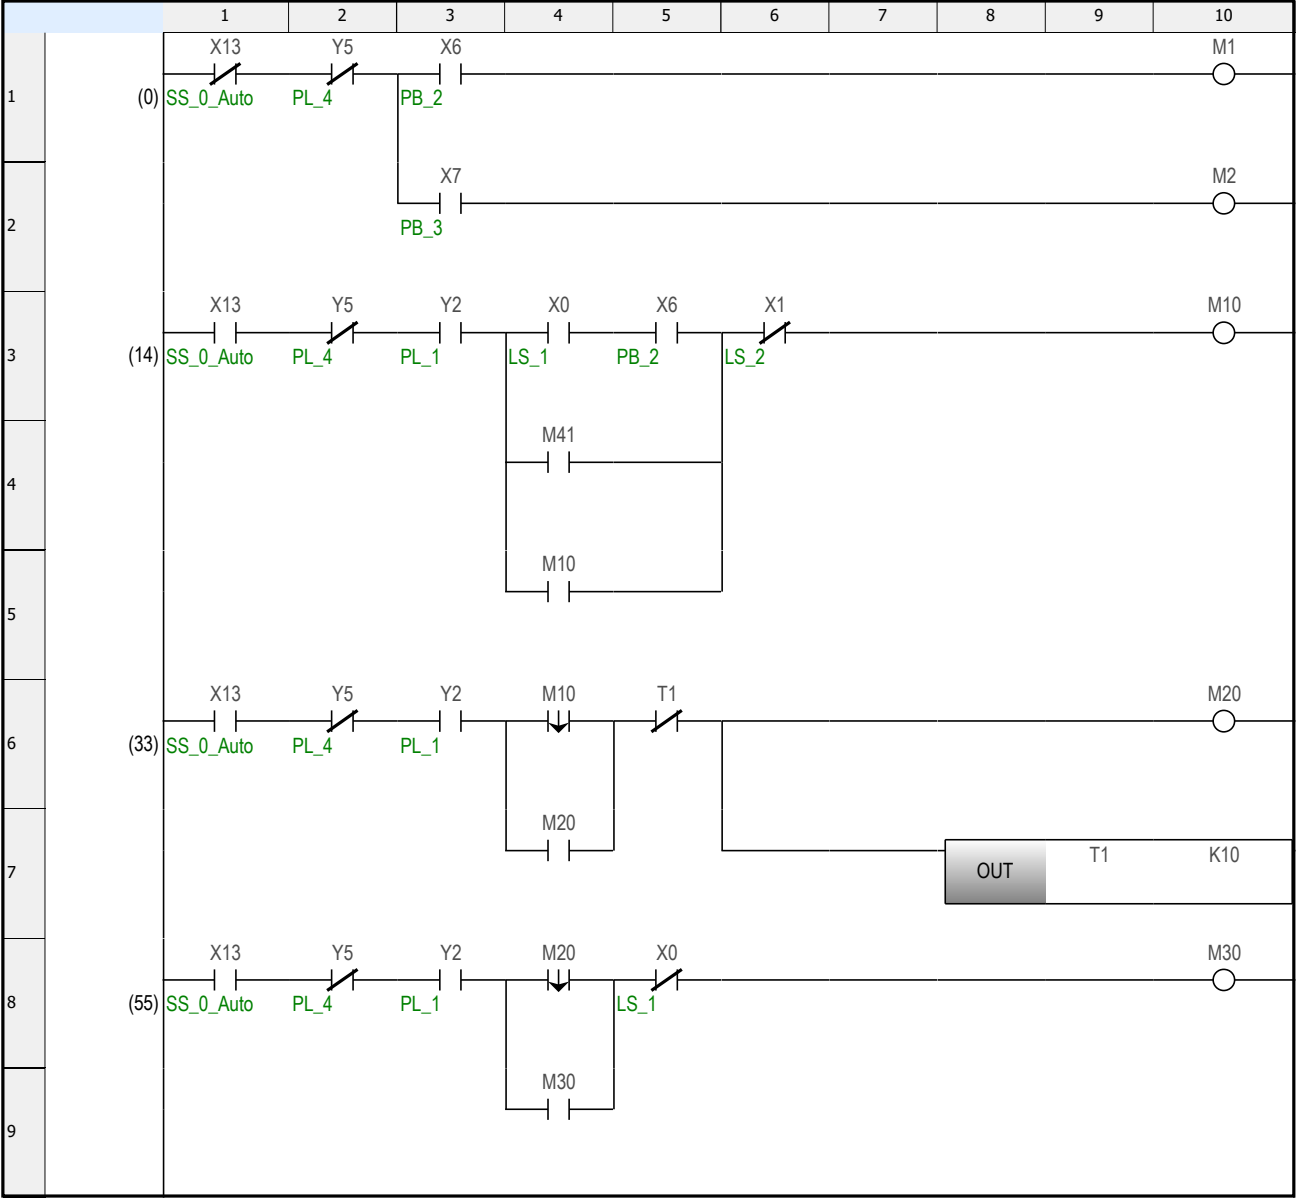 1 2 3 4 5 6 7 8 9 10
X13 Y5 X6 M1
1 (0) SS_0_Auto PL_4 PB_2
X7 M2
2 PB_3
X13 Y5 Y2 X0 X6 X1 M10
3 (14) SS_0_Auto PL_4 PL_1 LS_1 PB_2 LS_2
M41
4
M10
5
X13 Y5 Y2 M10 T1 M20
6 (33) SS_0_Auto PL_4 PL_1
M20
7 OUT T1 K10
X13 Y5 Y2 M20 X0 M30
8 (55) SS_0_Auto PL_4 PL_1 LS_1
M30
9